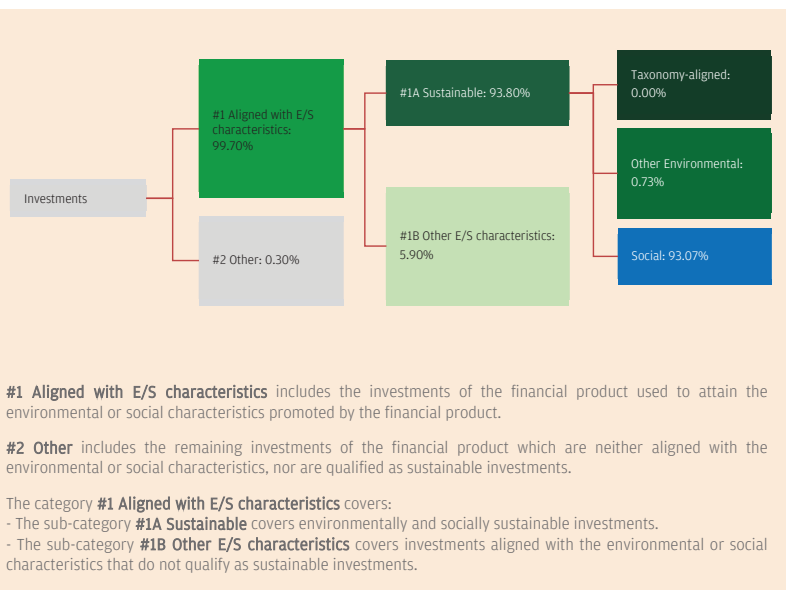 Investments
#1 Aligned with E/S
characteristics:
99.70%
#2 Other: 0.30%
#1A Sustainable: 93.80%
#1B Other E/S characteristics:
5.90%
Taxonomy-aligned:
0.00%
Other Environmental:
0.73%
Social: 93.07%
#1 Aligned with E/S characteristics includes the investments of the financial product used to attain the
environmental or social characteristics promoted by the financial product.
#2 Other includes the remaining investments of the financial product which are neither aligned with the
environmental or social characteristics, nor are qualified as sustainable investments.
The category #1 Aligned with E/S characteristics covers:
- The sub-category #1A Sustainable covers environmentally and socially sustainable investments.
- The sub-category #1B Other E/S characteristics covers investments aligned with the environmental or social
characteristics that do not qualify as sustainable investments.